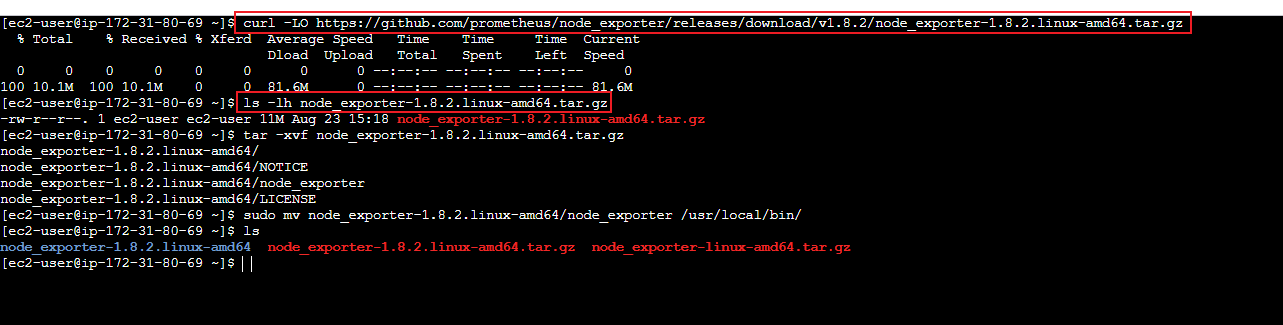 [ec2-user@ip-172-31-80-69 ~]$ curl -LO https://github.com/prometheus/node_exporter/releases/download/v1.8.2/node_exporter-1.8.2.linux-amd64.tar.gz
  % Total    % Received % Xferd  Average Speed   Time    Time     Time  Current
                                 Dload  Upload   Total   Spent    Left  Speed
  0     0    0     0    0     0      0      0 --:--:-- --:--:-- --:--:--     0
100 10.1M  100 10.1M    0     0  81.6M      0 --:--:-- --:--:-- --:--:-- 81.6M
[ec2-user@ip-172-31-80-69 ~]$ ls -lh node_exporter-1.8.2.linux-amd64.tar.gz
-rw-r--r--. 1 ec2-user ec2-user 11M Aug 23 15:18 node_exporter-1.8.2.linux-amd64.tar.gz
[ec2-user@ip-172-31-80-69 ~]$ tar -xvf node_exporter-1.8.2.linux-amd64.tar.gz
node_exporter-1.8.2.linux-amd64/
node_exporter-1.8.2.linux-amd64/NOTICE
node_exporter-1.8.2.linux-amd64/node_exporter
node_exporter-1.8.2.linux-amd64/LICENSE
[ec2-user@ip-172-31-80-69 ~]$ sudo mv node_exporter-1.8.2.linux-amd64/node_exporter /usr/local/bin/
[ec2-user@ip-172-31-80-69 ~]$ ls
node_exporter-1.8.2.linux-amd64  node_exporter-1.8.2.linux-amd64.tar.gz  node_exporter-linux-amd64.tar.gz
[ec2-user@ip-172-31-80-69 ~]$